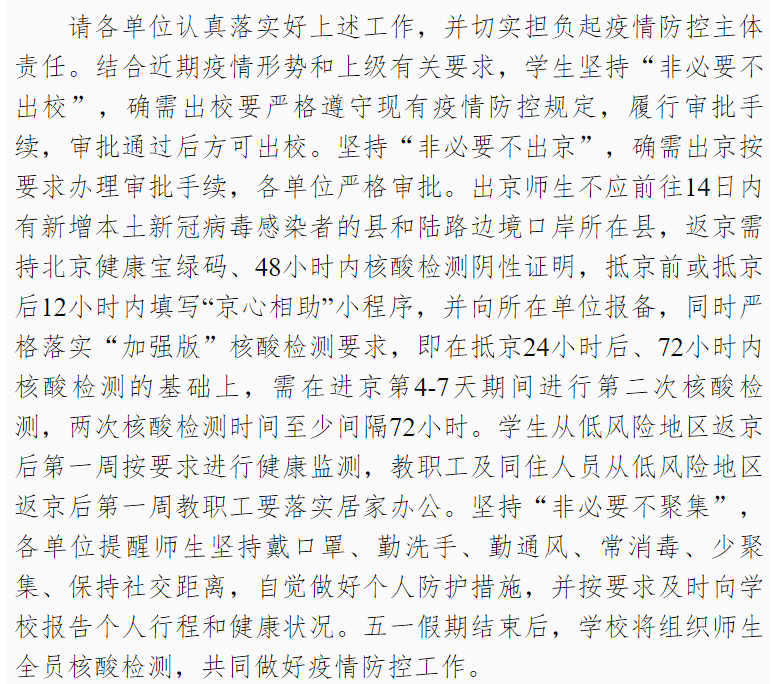 请各单位认真落实好上述工作，并切实担负起疫情防控主体
责任。结合近期疫情形势和上级有关要求，学生坚持“非必要不
出校”，确需出校要严格遵守现有疫情防控规定，履行审批手
续，审批通过后方可出校。坚持“非必要不出京”，确需出京按
要求办理审批手续，各单位严格审批。出京师生不应前往14日内
有新增本土新冠病毒感染者的县和陆路边境口岸所在县，返京需
持北京健康宝绿码、48小时内核酸检测阴性证明，抵京前或抵京
后12小时内填写“京心相助”小程序，并向所在单位报备，同时严
格落实“加强版”核酸检测要求，即在抵京24小时后、72小时内
核酸检测的基础上，需在进京第4-7天期间进行第二次核酸检
测，两次核酸检测时间至少间隔72小时。学生从低风险地区返京
后第一周按要求进行健康监测，教职工及同住人员从低风险地区
返京后第一周教职工要落实居家办公。坚持“非必要不聚集”，
各单位提醒师生坚持戴口罩、勤洗手、勤通风、常消毒、少聚
集、保持社交距离，自觉做好个人防护措施，并按要求及时向学
校报告个人行程和健康状况。五一假期结束后，学校将组织师生
全员核酸检测，共同做好疫情防控工作。